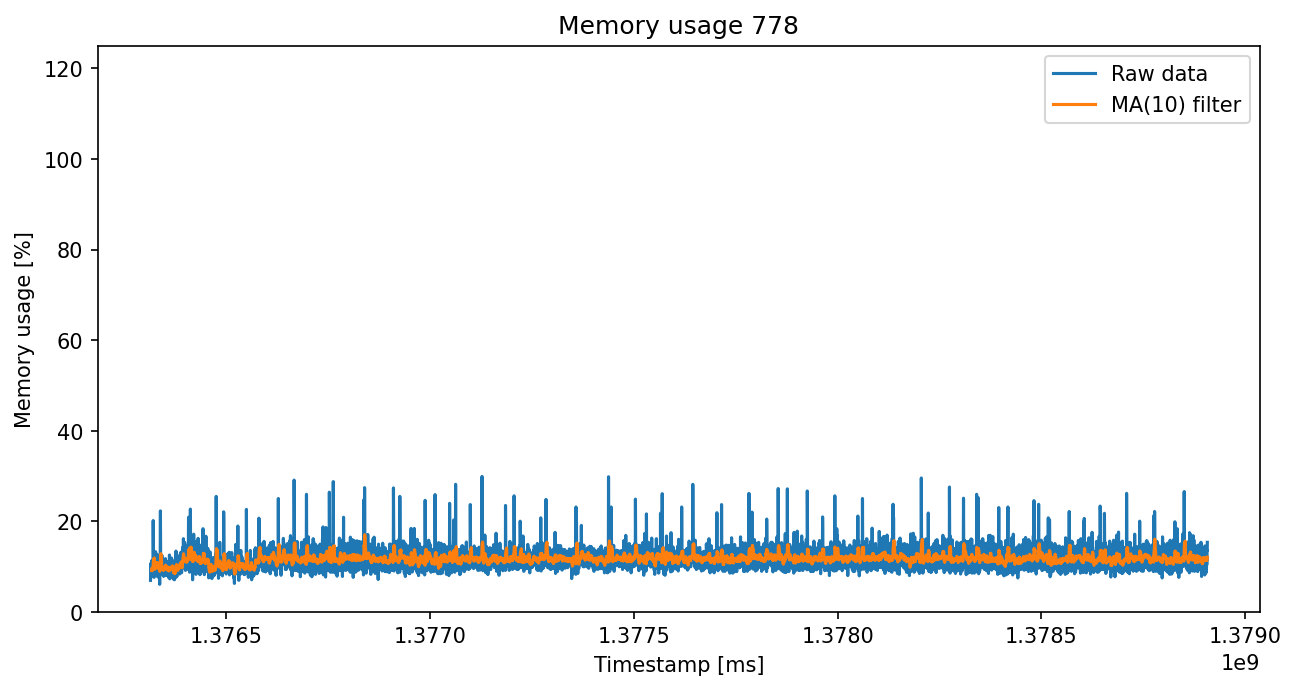 Memory usage 778
Raw data
MA(10) filter
Memory usage [%]
120
100
80
60
40
20
0
1.3765 1.3770 1.3775 1.3780 1.3785 1.3790
1e9
Timestamp [ms]